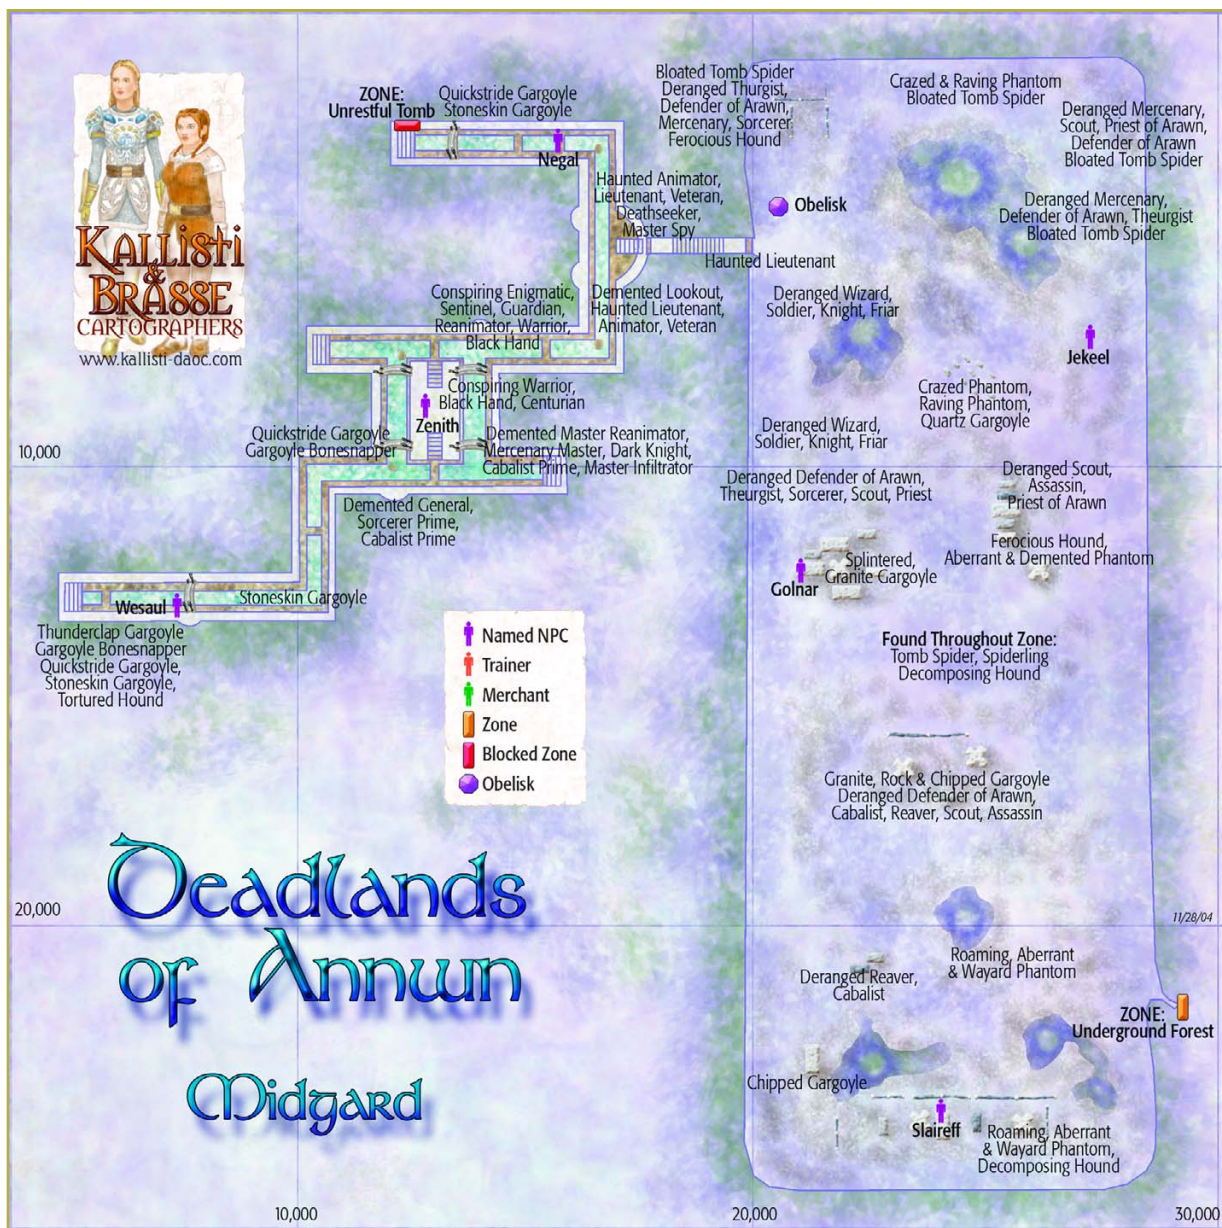 KALLISTI
&
BRASSE
CARTOGRAPHERS
www.kallisti-daoc.com
ZONE:
Unrestful Tomb
Quickstride Gargoyle
Stoneskin Gargoyle
Negal
Bloated Tomb Spider
Deranged Thurgist,
Defender of Arawn,
Mercenary, Sorcerer
Ferocious Hound
Crazed & Raving Phantom
Bloated Tomb Spider
Deranged Mercenary,
Scout, Priest of Arawn,
Defender of Arawn
Bloated Tomb Spider
Haunted Animator,
Lieutenant, Veteran,
Deathseeker,
Master Spy
Obelisk
Deranged Mercenary,
Defender of Arawn, Theurgist
Bloated Tomb Spider
Haunted Lieutenant
Conspiring Enigmatic,
Sentinel, Guardian,
Reanimator, Warrior,
Black Hand
Demented Lookout,
Haunted Lieutenant,
Animator, Veteran
Deranged Wizard,
Soldier, Knight, Friar
Jekeel
Conspiring Warrior,
Black Hand, Centurian
Zenith
Crazed Phantom,
Raving Phantom,
Quartz Gargoyle
Quickstride Gargoyle
Gargoyle Bonesnapper
Demented Master Reanimator,
Mercenary Master, Dark Knight,
Cabalist Prime, Master Infiltrator
Deranged Wizard,
Soldier, Knight, Friar
10,000
Deranged Defender of Arawn,
Theurgist, Sorcerer, Scout, Priest
Deranged Scout,
Assassin,
Priest of Arawn
Demented General,
Sorcerer Prime,
Cabalist Prime
Ferocious Hound,
Aberrant & Demented Phantom
Splintered,
Granite Gargoyle
Golnar
Stoneskin Gargoyle
Wesaul
Thunderclap Gargoyle
Gargoyle Bonesnapper
Quickstride Gargoyle,
Stoneskin Gargoyle,
Tortured Hound
Named NPC
Trainer
Merchant
Zone
Blocked Zone
Obelisk
Found Throughout Zone:
Tomb Spider, Spiderling
Decomposing Hound
Granite, Rock & Chipped Gargoyle
Deranged Defender of Arawn,
Cabalist, Reaver, Scout, Assassin
Deadlands
of Annwn
Midgard
20,000
11/28/04
Roaming, Aberrant
& Wayard Phantom
Deranged Reaver,
Cabalist
ZONE:
Underground Forest
Chipped Gargoyle
Slaireff
Roaming, Aberrant
& Wayard Phantom,
Decomposing Hound
10,000
20,000
30,000